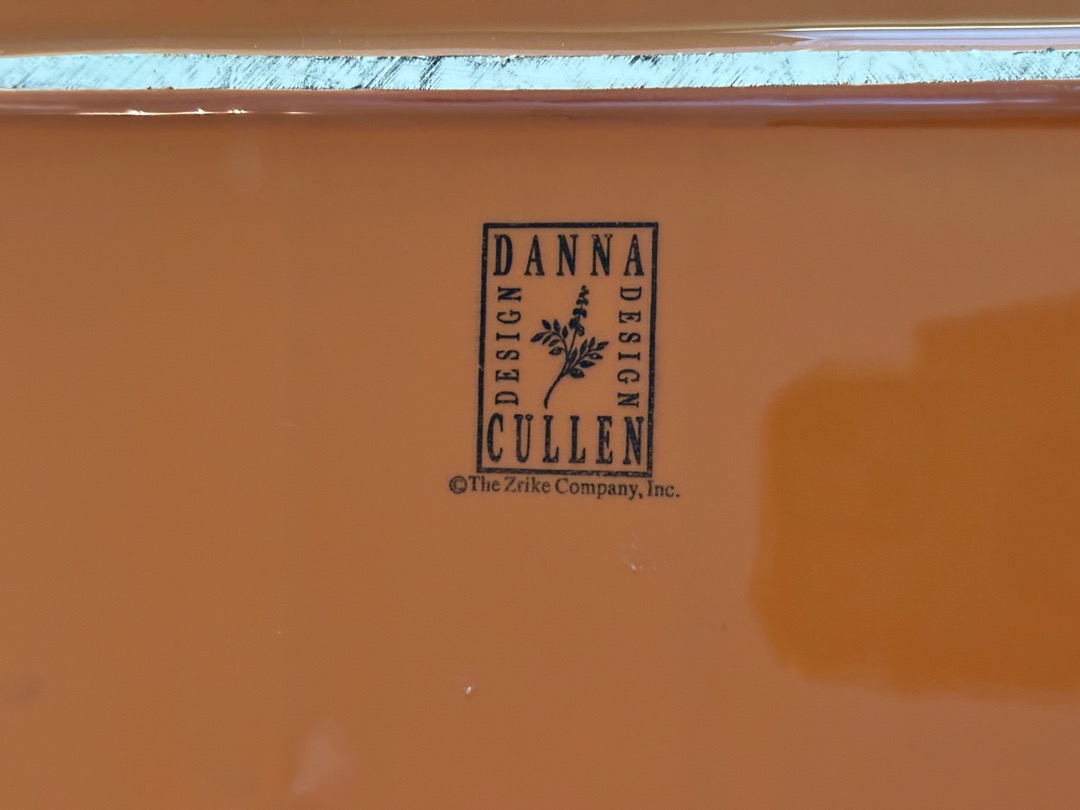 DANNA
DESIGN
DESIGN
CULLEN
©The Zrike Company, Inc.